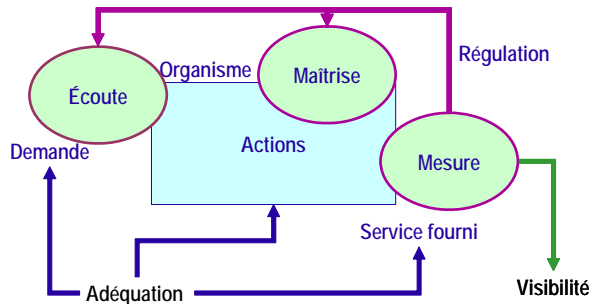 Régulation
Organisme
Maîtrise
Écoute
Actions
Demande
Mesure
Service fourni
Adéquation
Visibilité